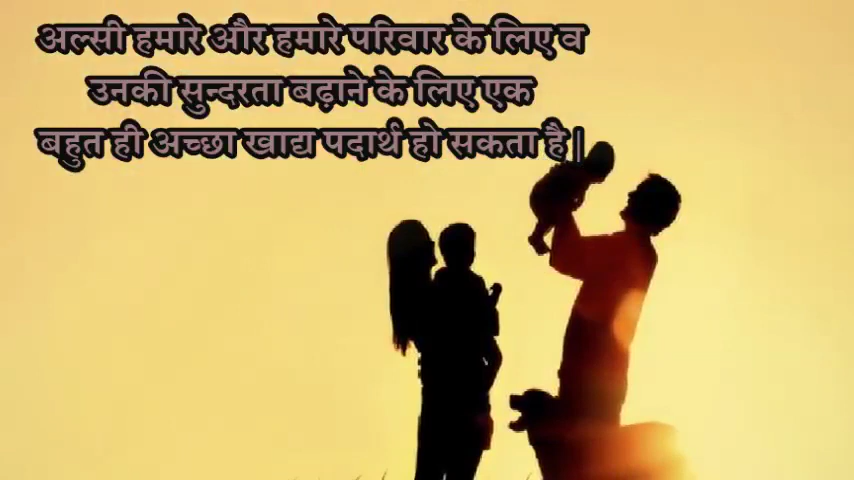 अल्सी हमारे और हमारे परिवार के लिए व
उनकी सुन्दरता बढ़ाने के लिए एक
बहुत ही अच्छा खाद्य पदार्थ हो सकता है |